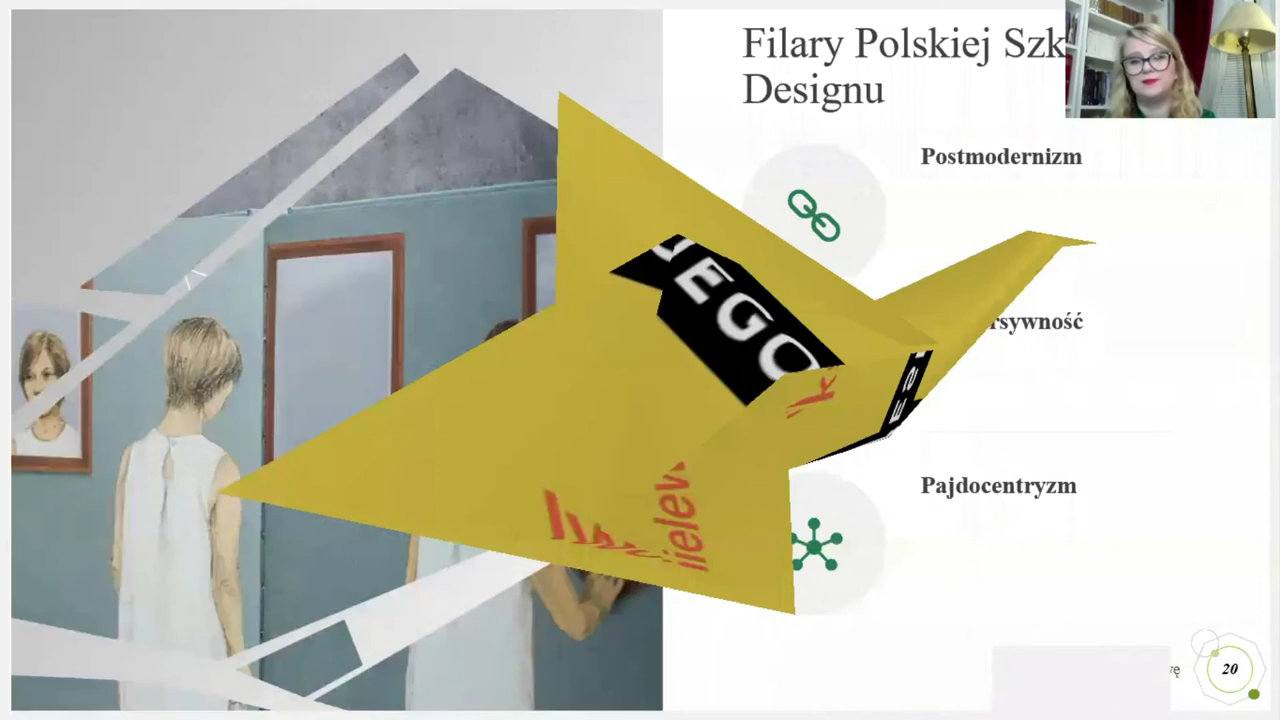 Filary Polskiej Szk
Designu
Postmodernizm
rsywność
Pajdocentryzm
EGO
20